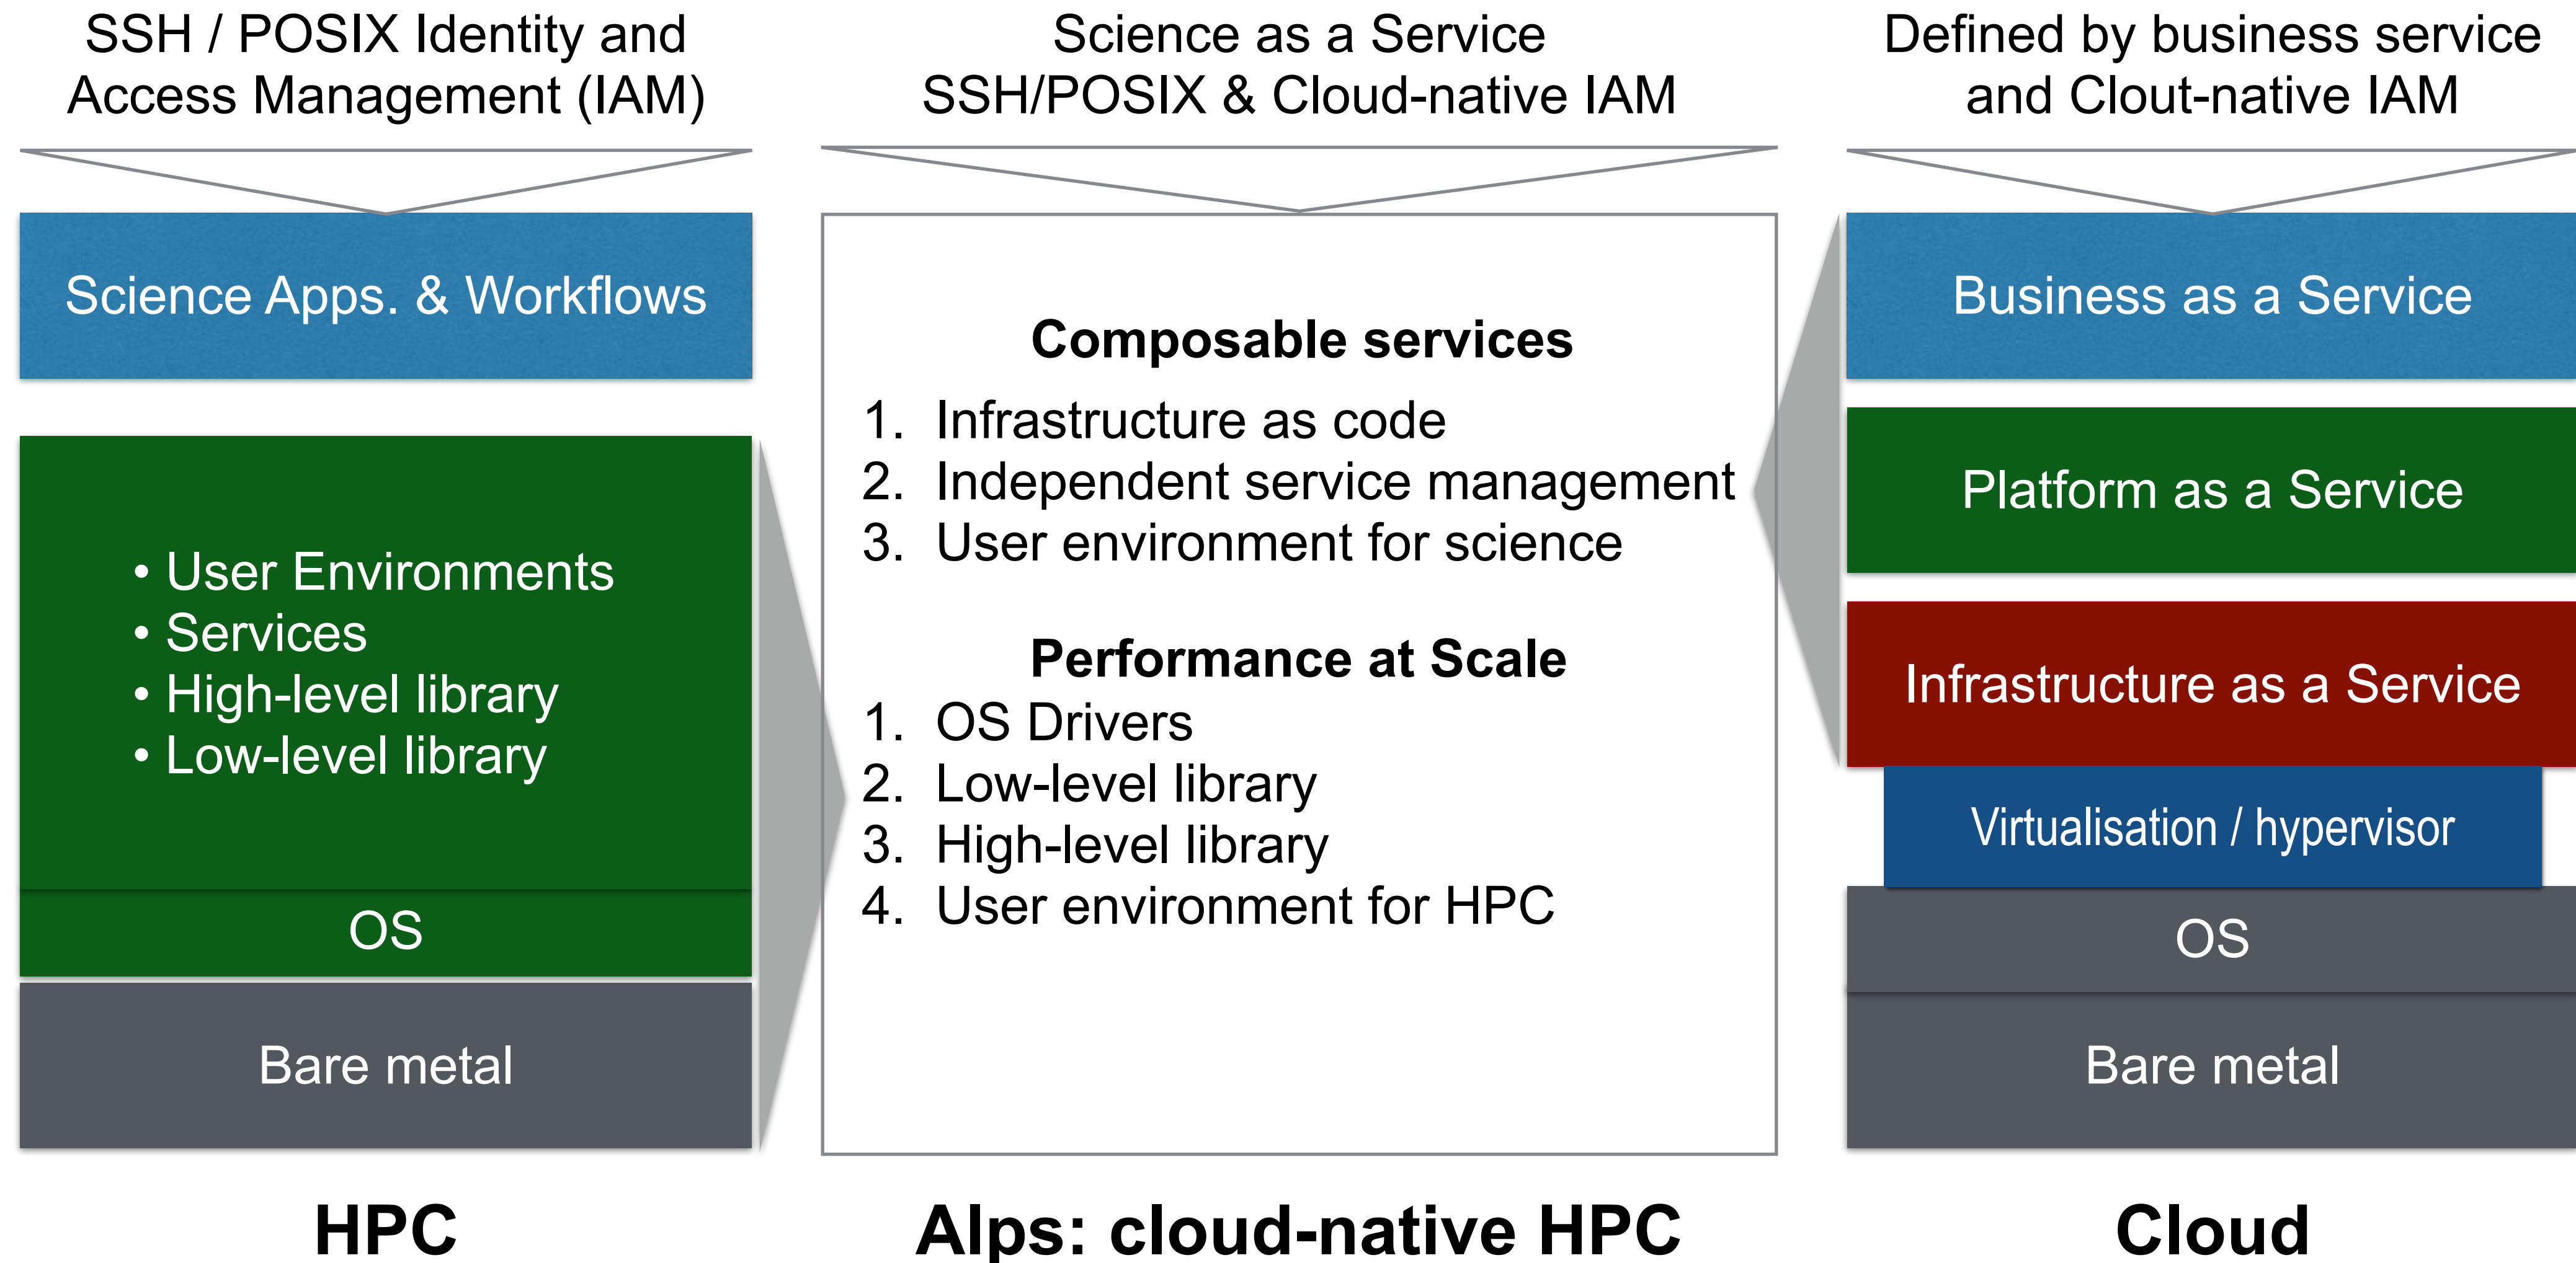 SSH / POSIX Identity and
Access Management (IAM)
Science Apps. & Workflows
• User Environments
• Services
• High-level library
• Low-level library
OS
Bare metal
HPC
Science as a Service
SSH/POSIX & Cloud-native IAM
Composable services
1. Infrastructure as code
2. Independent service management
3. User environment for science
Performance at Scale
1. OS Drivers
2. Low-level library
3. High-level library
4. User environment for HPC
Alps: cloud-native HPC
Defined by business service
and Clout-native IAM
Business as a Service
Platform as a Service
Infrastructure as a Service
Virtualisation / hypervisor
OS
Bare metal
Cloud